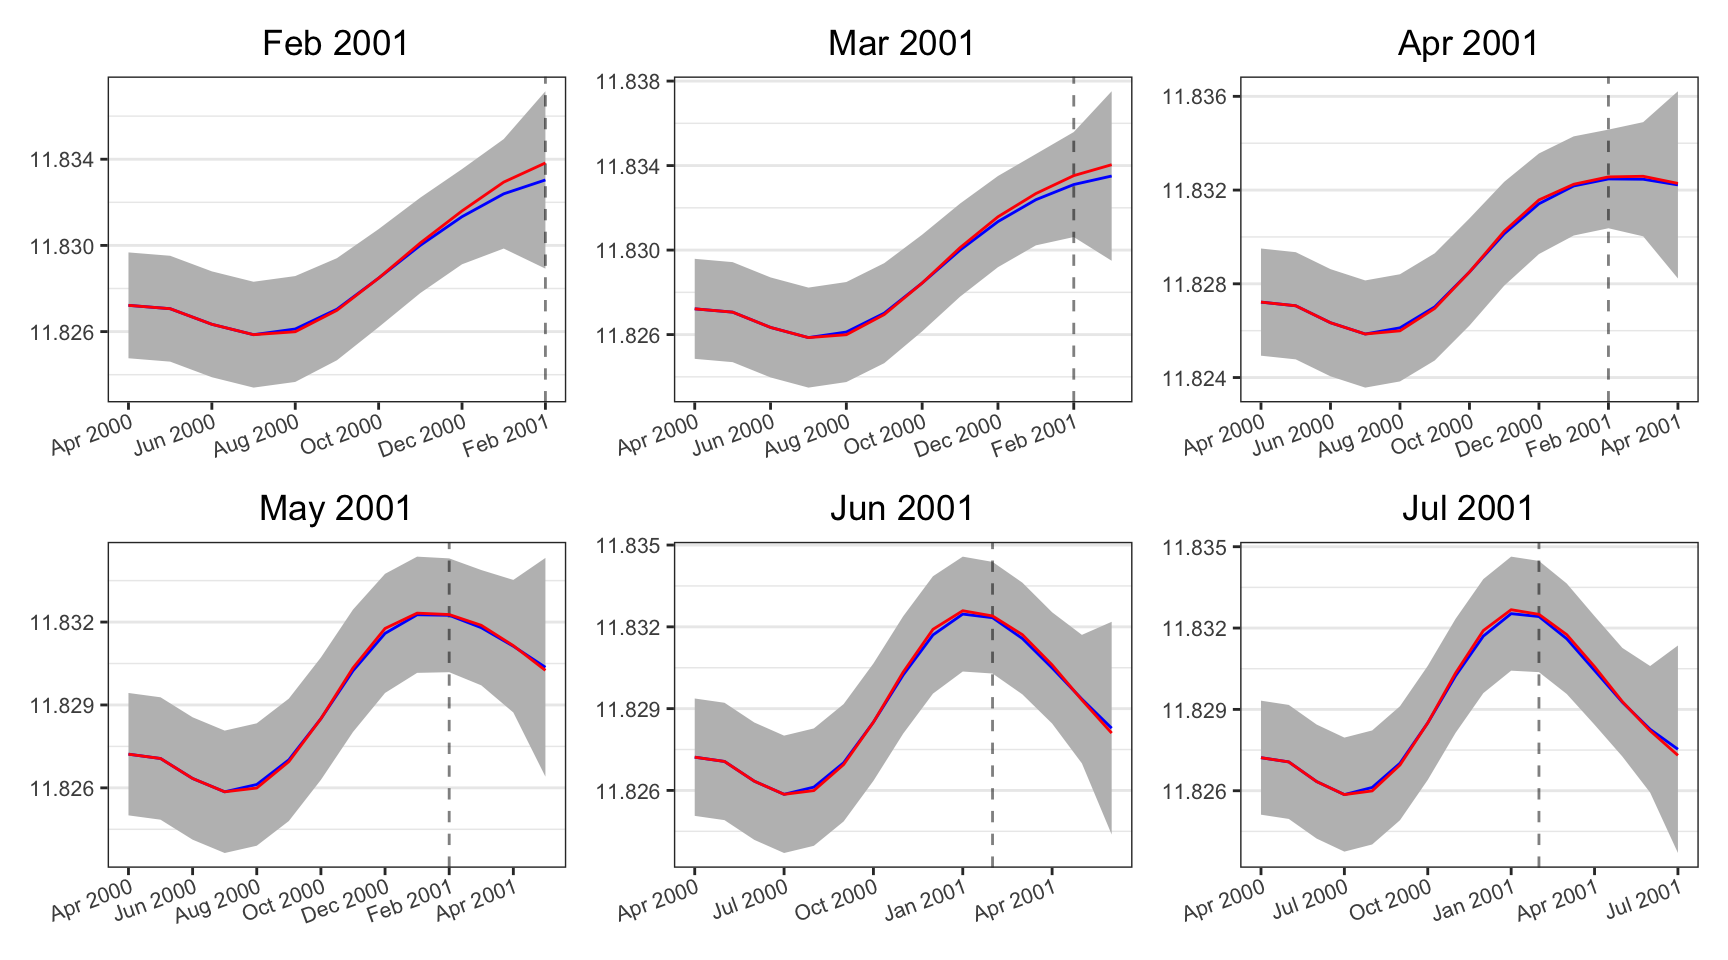 Feb 2001
11.834
11.830
11.826
Apr 2000
Jun 2000
Aug 2000
Oct 2000
Dec 2000
Feb 2001
Mar 2001
11.838
11.834
11.830
11.826
Apr 2000
Jun 2000
Aug 2000
Oct 2000
Dec 2000
Feb 2001
Apr 2001
11.836
11.832
11.828
11.824
Apr 2000
Jun 2000
Aug 2000
Oct 2000
Dec 2000
Feb 2001
Apr 2001
May 2001
11.832
11.829
11.826
Apr 2000
Jun 2000
Aug 2000
Oct 2000
Dec 2000
Feb 2001
Apr 2001
Jun 2001
11.835
11.832
11.829
11.826
Apr 2000
Jul 2000
Oct 2000
Jan 2001
Apr 2001
Jul 2001
11.835
11.832
11.829
11.826
Apr 2000
Jul 2000
Oct 2000
Jan 2001
Apr 2001
Jul 2001